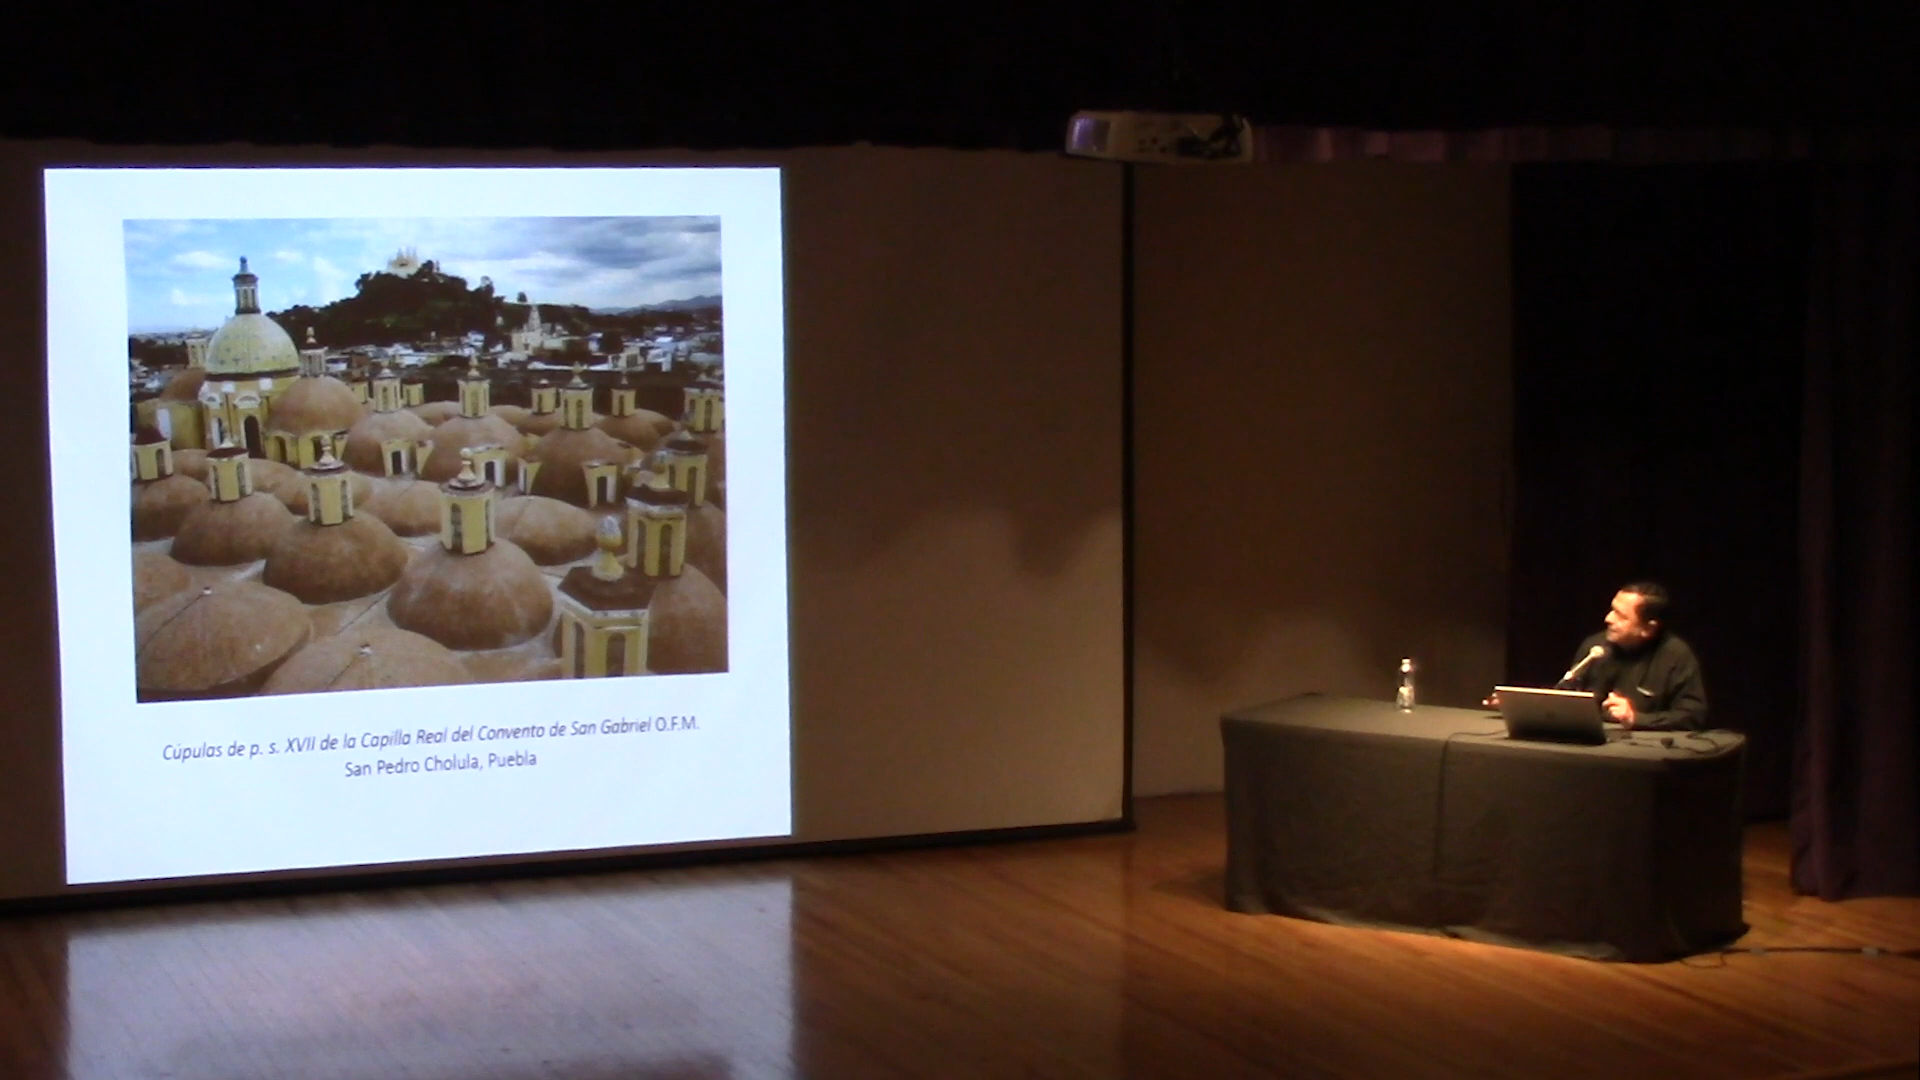 Cúpulas de p. s. XVII de la Capilla Real del Convento de San Gabriel O.F.M.
San Pedro Cholula, Puebla